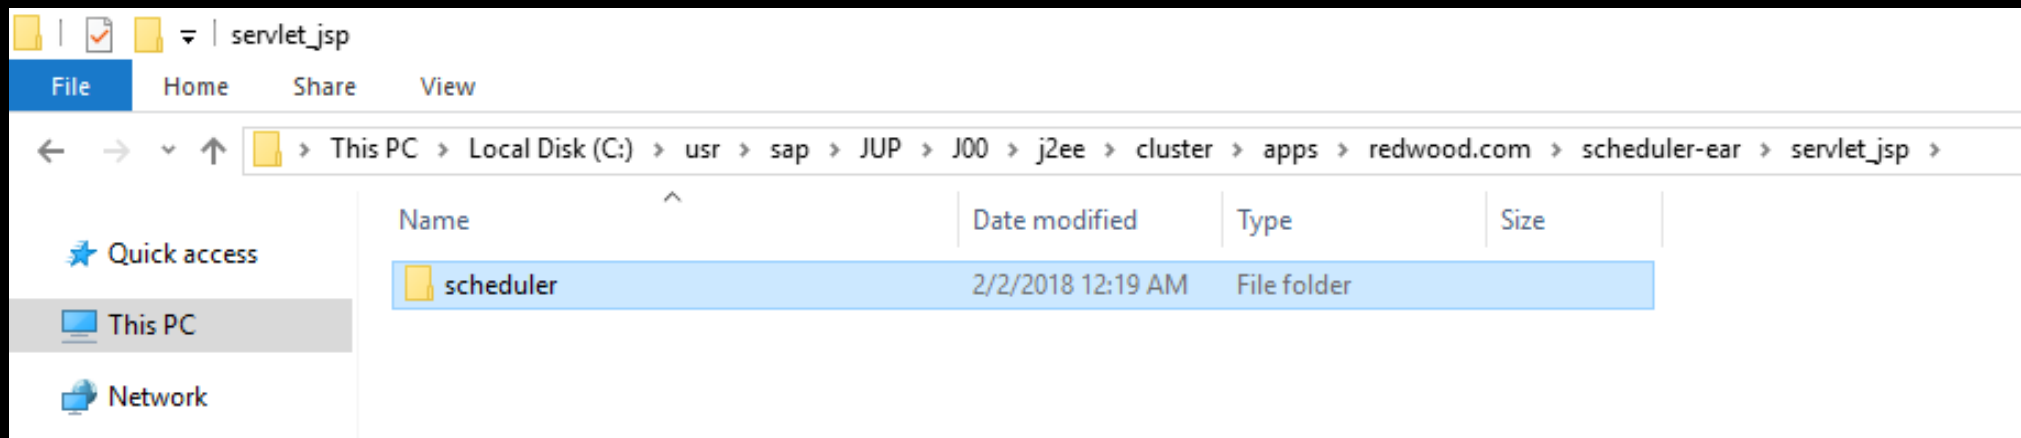 servlet_jsp
File Home Share View
This PC > Local Disk (C:) > usr > sap > JUP > J00 > j2ee > cluster > apps > redwood.com > scheduler-ear > servlet_jsp >
Name Date modified Type Size
Quick access
scheduler 2/2/2018 12:19 AM File folder
This PC
Network